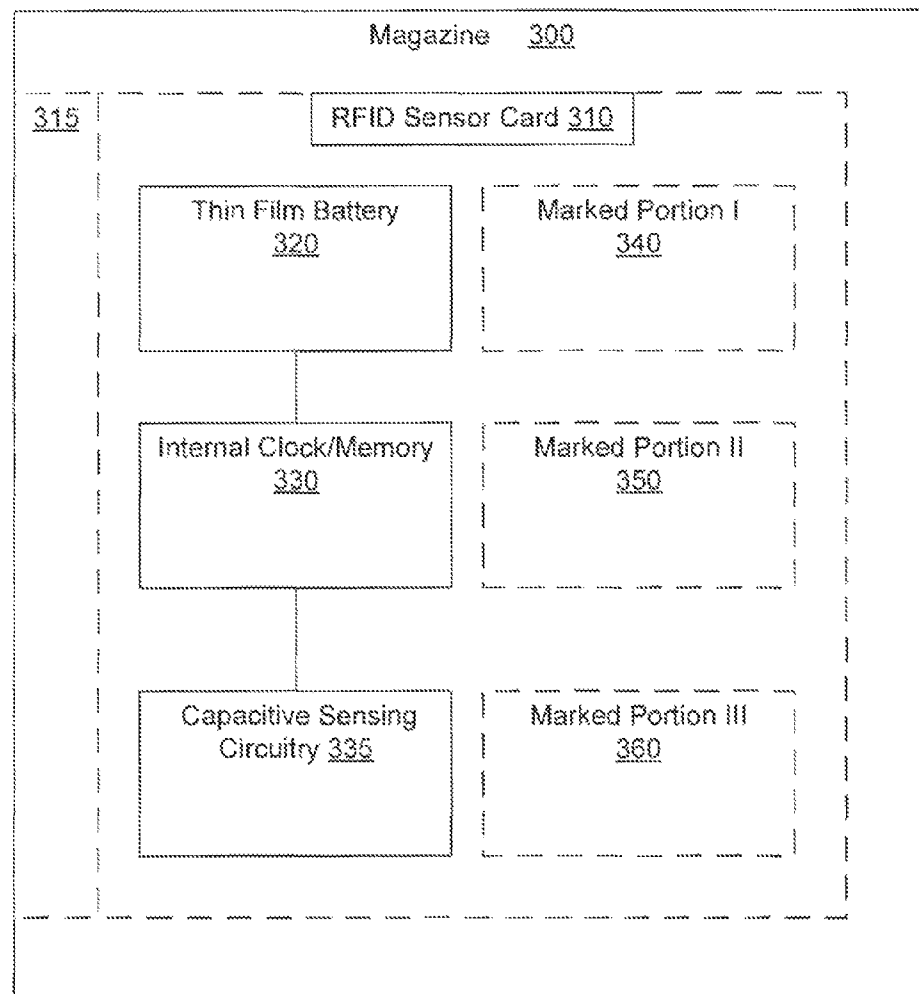 Magazine 300
315
RFID Sensor Card 310
Thin Film Battery
320
Marked Portion I
340
Internal Clock/Memory
330
Marked Portion II
350
Capacitive Sensing
Circuitry 335
Marked Portion III
360